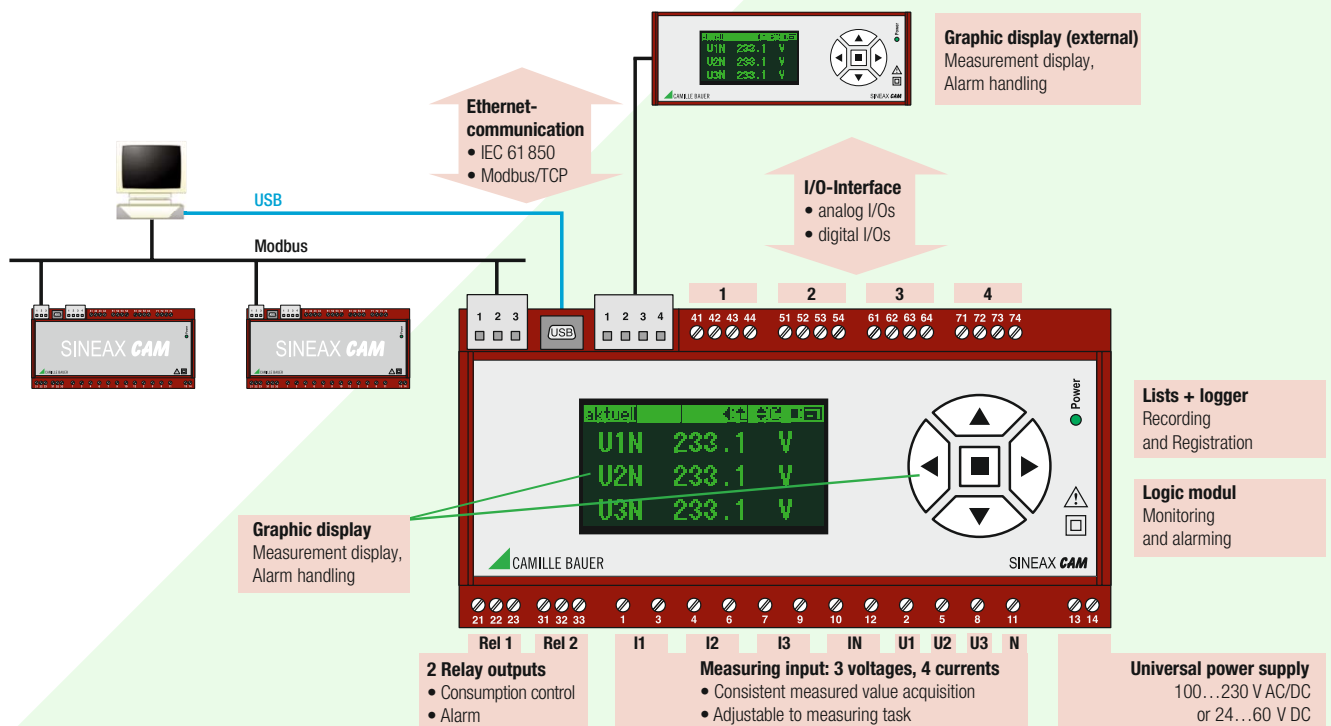 U1N 233.1 V
U2N 233.1 V
U3N 233.1 V
Power
CAMILLE BAUER
SINEAX CAM
Graphic display (external)
Measurement display,
Alarm handling
Ethernet-
communication
• IEC 61 850
• Modbus/TCP
I/O-Interface
• analog I/Os
• digital I/Os
USB
Modbus
SINEAX CAM
SINEAX CAM
1 2 3
USB
1 2 3 4
1 2 3 4
41 42 43 44 51 52 53 54 61 62 63 64 71 72 73 74
aktuell
U1N 233.1 V
U2N 233.1 V
U3N 233.1 V
Power
CAMILLE BAUER
SINEAX CAM
Lists + logger
Recording
and Registration
Logic modul
Monitoring
and alarming
Graphic display
Measurement display,
Alarm handling
21 22 23 31 32 33 1 3 4 6 7 9 10 12 2 5 8 11 13 14
Rel 1 Rel 2 I1 I2 I3 IN U1 U2 U3 N
2 Relay outputs
• Consumption control
• Alarm
Measuring input: 3 voltages, 4 currents
• Consistent measured value acquisition
• Adjustable to measuring task
Universal power supply
100…230 V AC/DC
or 24…60 V DC